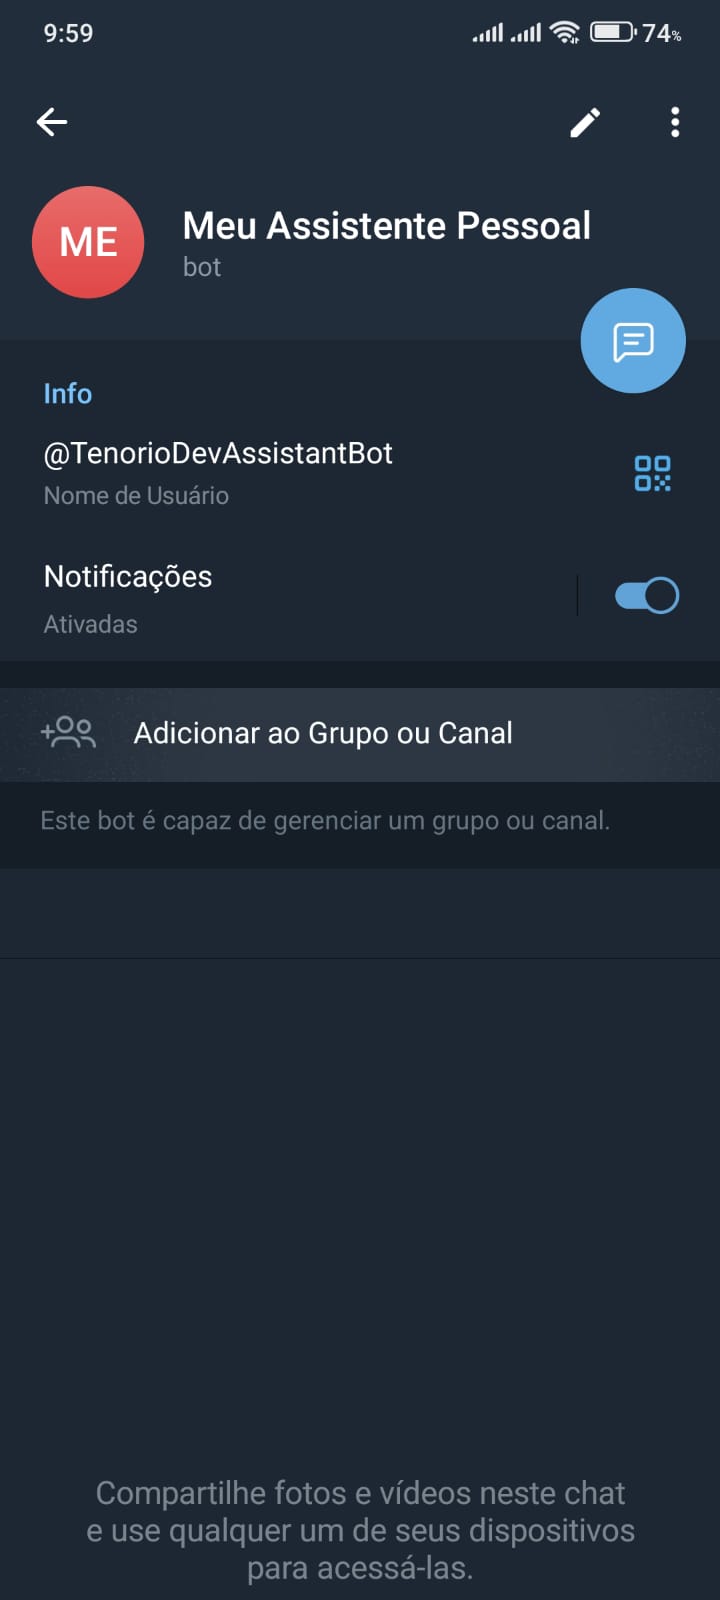 9:59
74%
ME
Meu Assistente Pessoal
bot
Info
@TenorioDevAssistantBot
Nome de Usuário
Notificações
Ativadas
Adicionar ao Grupo ou Canal
Este bot é capaz de gerenciar um grupo ou canal.
Compartilhe fotos e vídeos neste chat
e use qualquer um de seus dispositivos
para acessá-las.